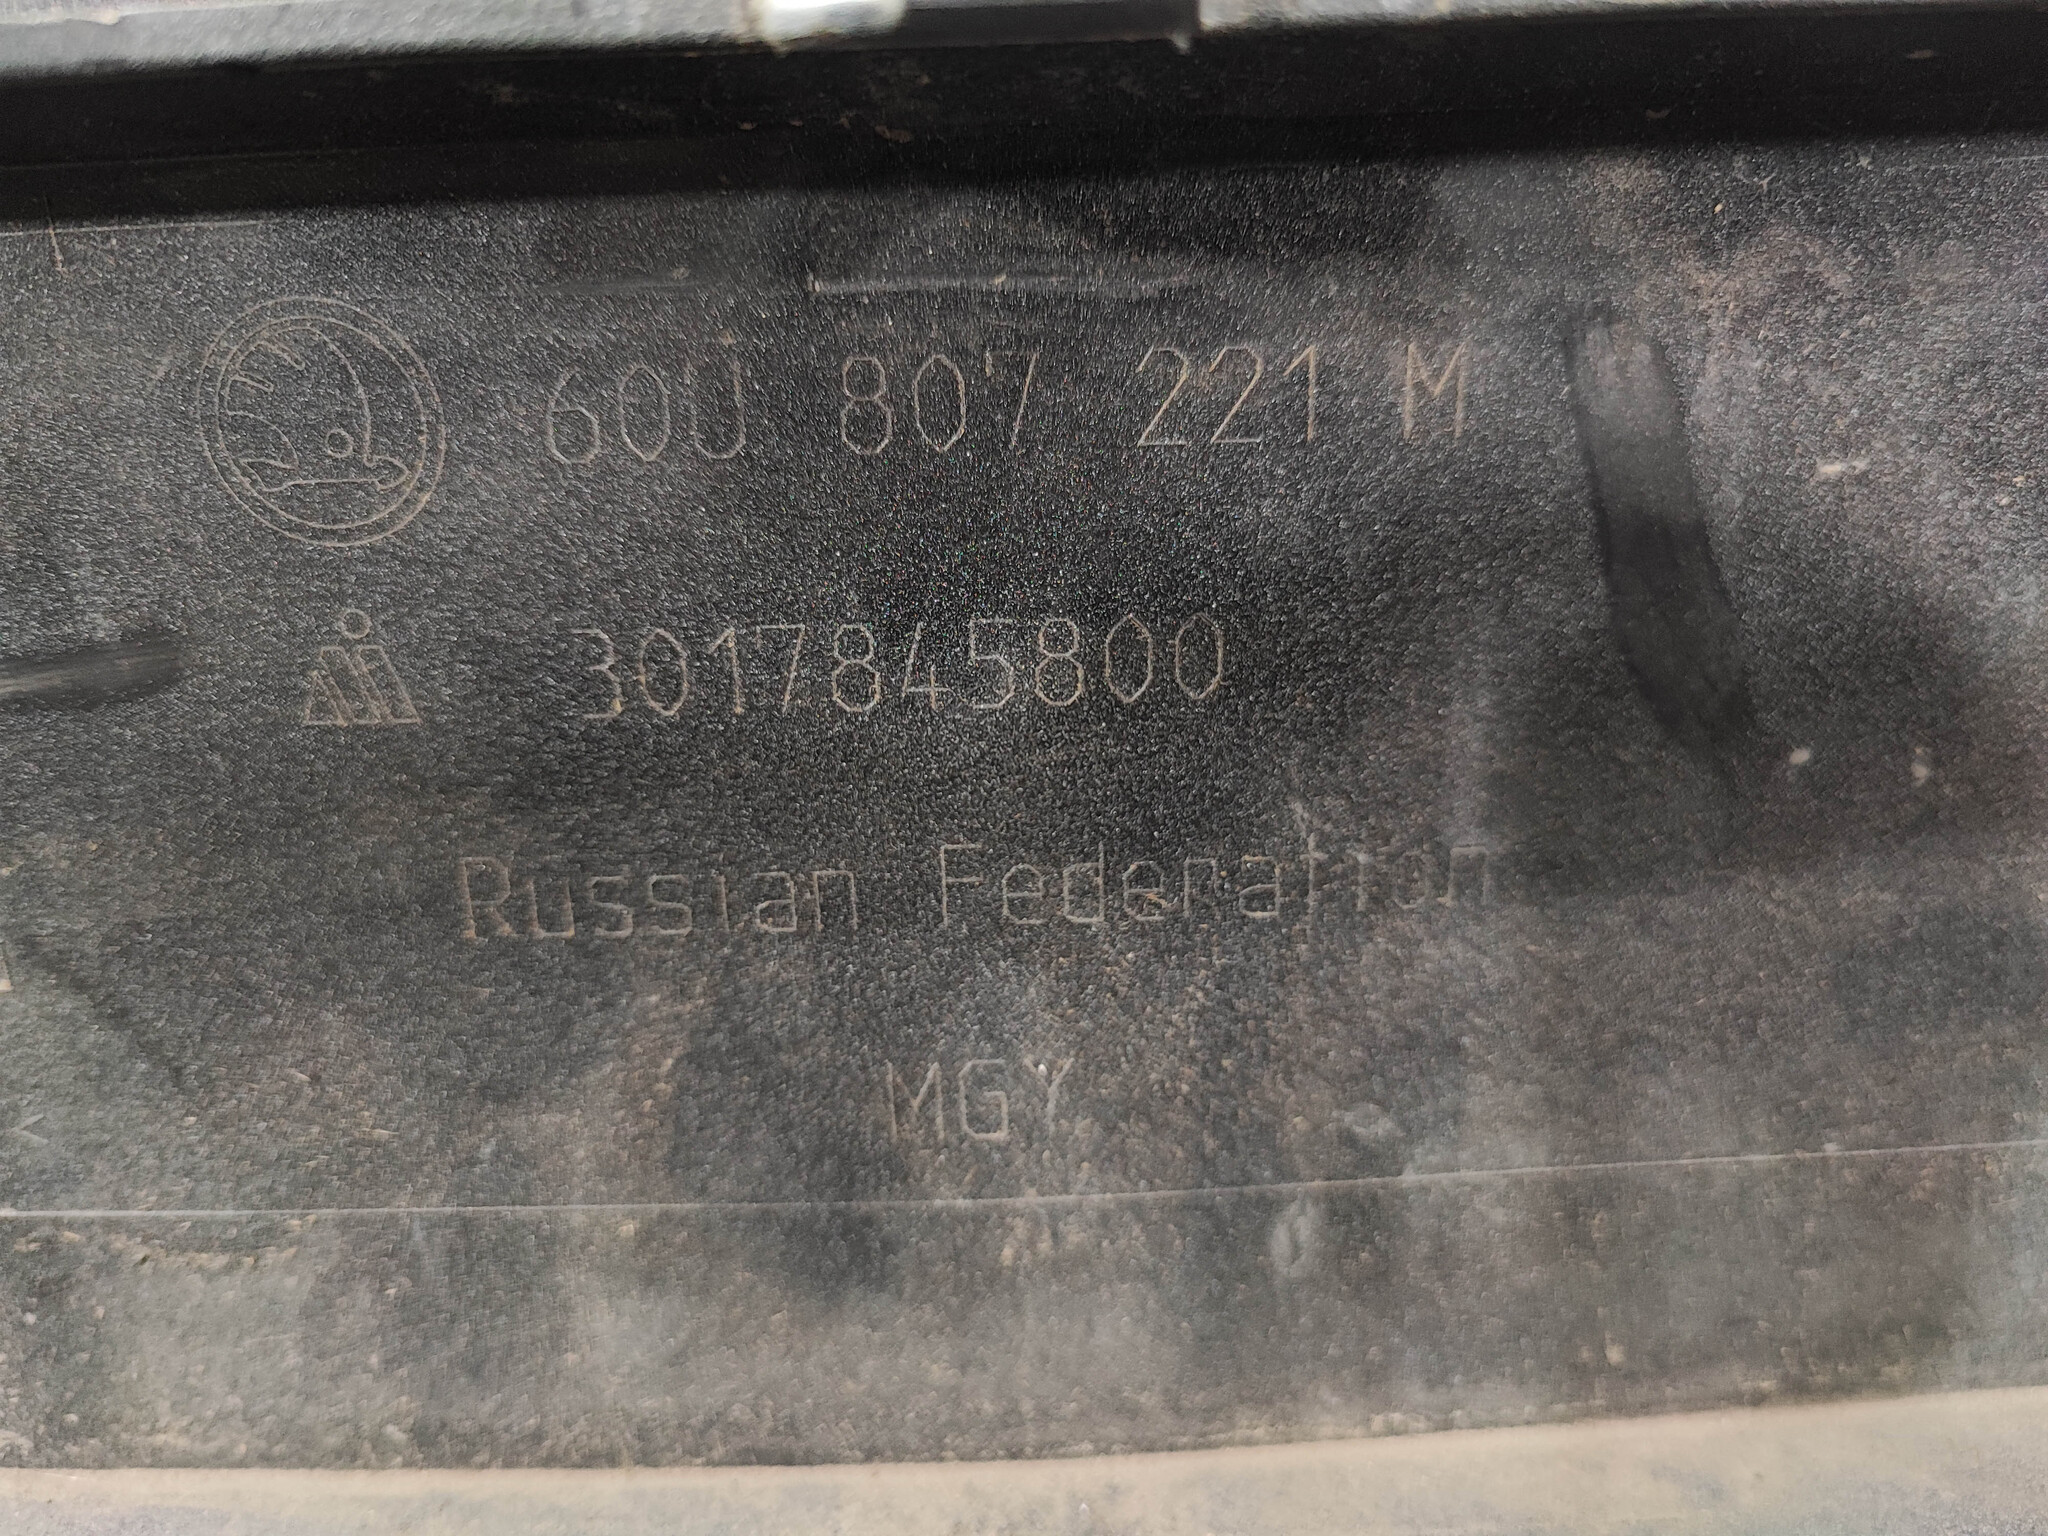 60U 807 221 M
3017845800
Russian Federation
MGY